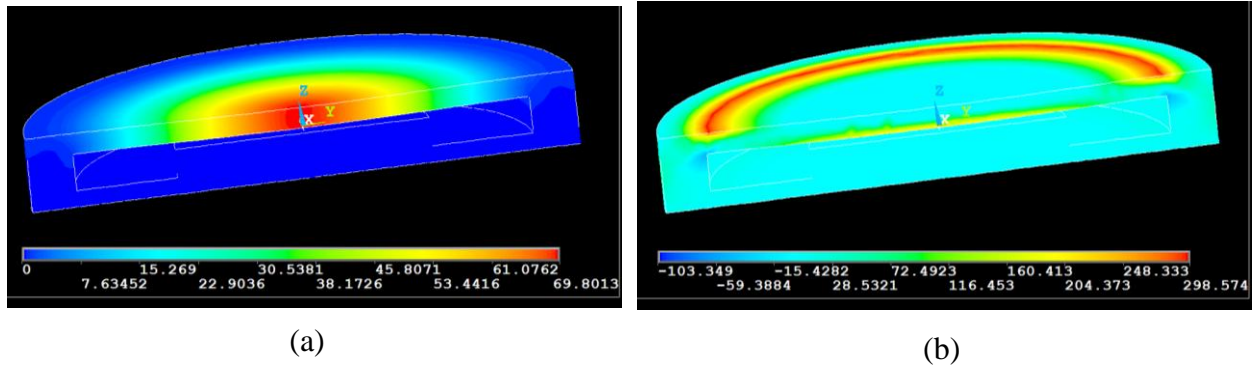 Z
Y
X
0 15.269 30.5381 45.8071 61.0762
7.63452 22.9036 38.1726 53.4416 69.8013
(a)
Z
Y
X
-103.349 -15.4282 72.4923 160.413 248.333
-59.3884 28.5321 116.453 204.373 298.574
(b)